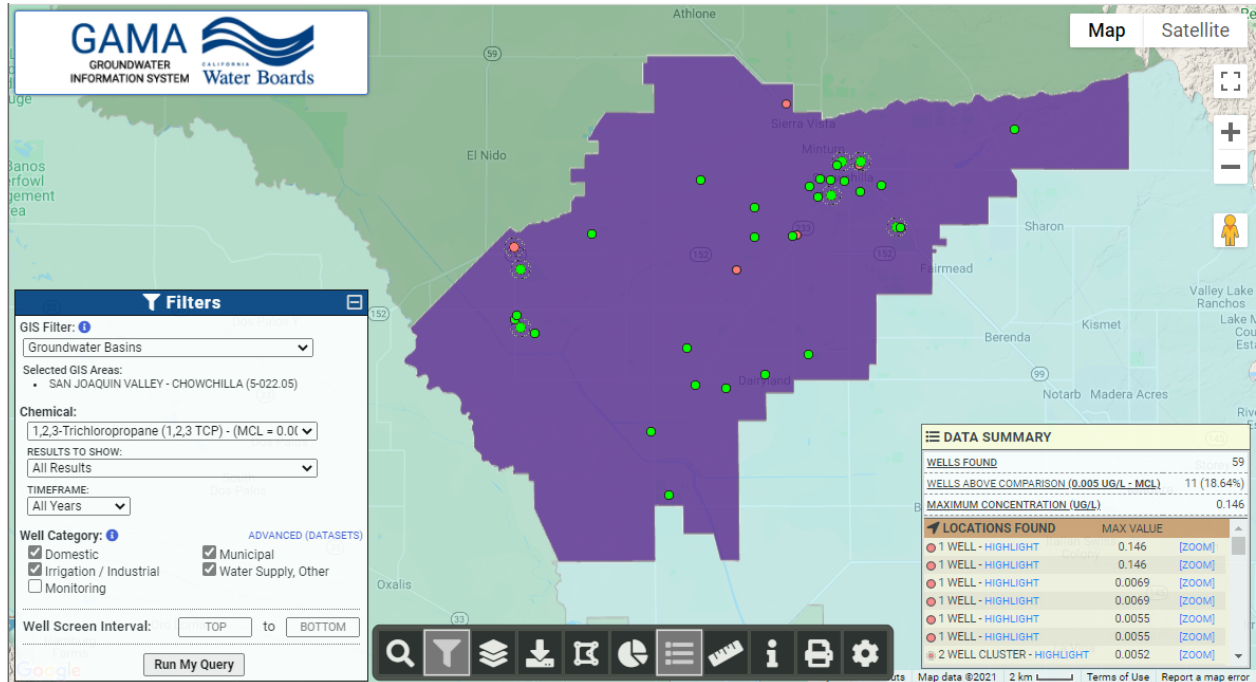 GAMA
GROUNDWATER
INFORMATION SYSTEM
CALIFORNIA
Water Boards
Athlone
Map Satellite
59
Sierra Vista
El Nido
Minturn
233
152
152
Sharon
Fairmead
152
Valley Lake
Ranchos
Kismet
Berenda
99
Notarb Madera Acres
Dairyland
Oxalis
33
Filters
GIS Filter:
Groundwater Basins
Selected GIS Areas:
• SAN JOAQUIN VALLEY - CHOWCHILLA (5-022.05)
Chemical:
1,2,3-Trichloropropane (1,2,3 TCP) - (MCL = 0.00
RESULTS TO SHOW:
All Results
TIMEFRAME:
All Years
Well Category: ADVANCED (DATASETS)
Domestic Municipal
Irrigation / Industrial Water Supply, Other
Monitoring
Well Screen Interval: TOP to BOTTOM
Run My Query
Google
DATA SUMMARY
WELLS FOUND 59
WELLS ABOVE COMPARISON (0.005 UG/L - MCL) 11 (18.64%)
MAXIMUM CONCENTRATION (UG/L) 0.146
LOCATIONS FOUND MAX VALUE
1 WELL - HIGHLIGHT 0.146 [ZOOM]
1 WELL - HIGHLIGHT 0.146 [ZOOM]
1 WELL - HIGHLIGHT 0.0069 [ZOOM]
1 WELL - HIGHLIGHT 0.0069 [ZOOM]
1 WELL - HIGHLIGHT 0.0055 [ZOOM]
1 WELL - HIGHLIGHT 0.0055 [ZOOM]
2 WELL CLUSTER - HIGHLIGHT 0.0052 [ZOOM]
Map data ©2021 2 km Terms of Use Report a map error